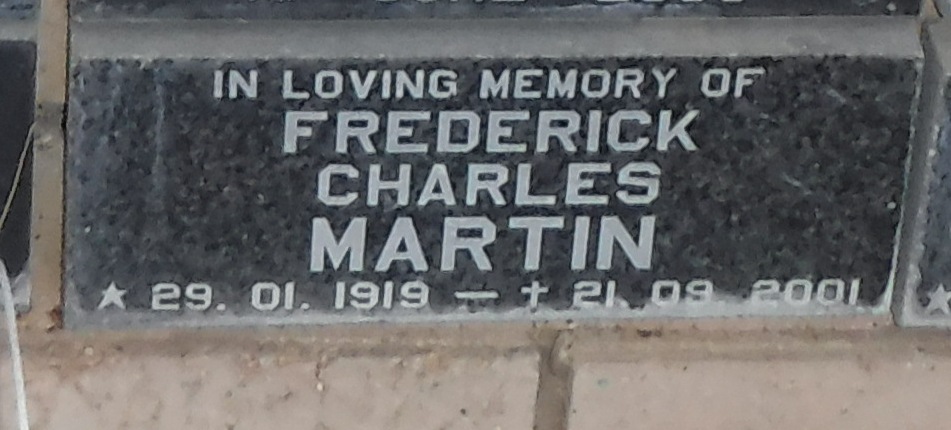 IN LOVING MEMORY OF
FREDERICK
CHARLES
MARTIN
★ 29. 01. 1919 — † 21. 09. 2001